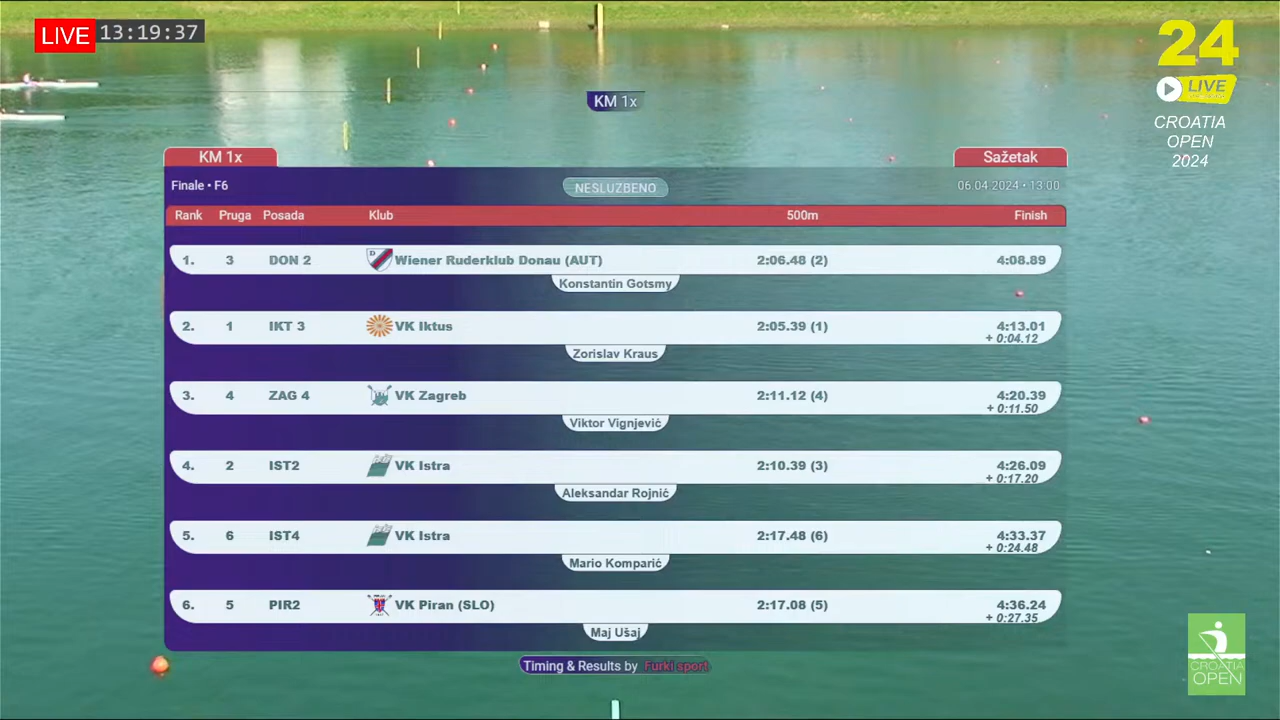 LIVE 13:19:37
24
LIVE
CROATIA
OPEN
2024
KM 1x
KM 1x Sažetak
Finale • F6 NESLUZBENO 06 04 2024 • 13:00
Rank Pruga Posada Klub 500m Finish
1. 3 DON 2 Wiener Ruderklub Donau (AUT) 2:06.48 (2) 4:08.89
Konstantin Gotsmy
2. 1 IKT 3 VK Iktus 2:05.39 (1) 4:13.01
+ 0:04.12
Zorislav Kraus
3. 4 ZAG 4 VK Zagreb 2:11.12 (4) 4:20.39
+ 0:11.50
Viktor Vignjević
4. 2 IST2 VK Istra 2:10.39 (3) 4:26.09
+ 0:17.20
Aleksandar Rojnić
5. 6 IST4 VK Istra 2:17.48 (6) 4:33.37
+ 0:24.48
Mario Komparić
6. 5 PIR2 VK Piran (SLO) 2:17.08 (5) 4:36.24
+ 0:27.35
Maj Ušaj
Timing & Results by Furki sport
CROATIA
OPEN